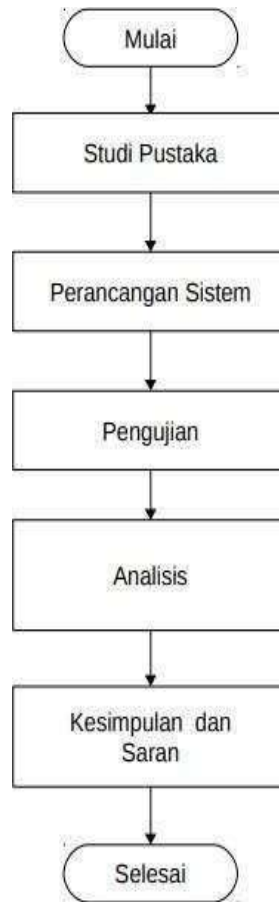 Mulai
Studi Pustaka
Perancangan Sistem
Pengujian
Analisis
Kesimpulan dan
Saran
Selesai